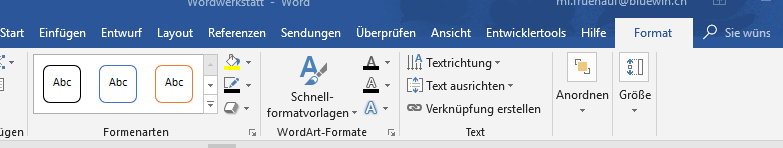 Wordwerkstatt - Word
mi.fruehauf@bluewin.ch
Start Einfügen Entwurf Layout Referenzen Sendungen Überprüfen Ansicht Entwicklertools Hilfe Format Sie wüns
Abc Abc Abc
Schnell-
formatvorlagen
A
A
A
Textrichtung
Text ausrichten
Verknüpfung erstellen
Anordnen
Größe
ügen Formenarten WordArt-Formate Text